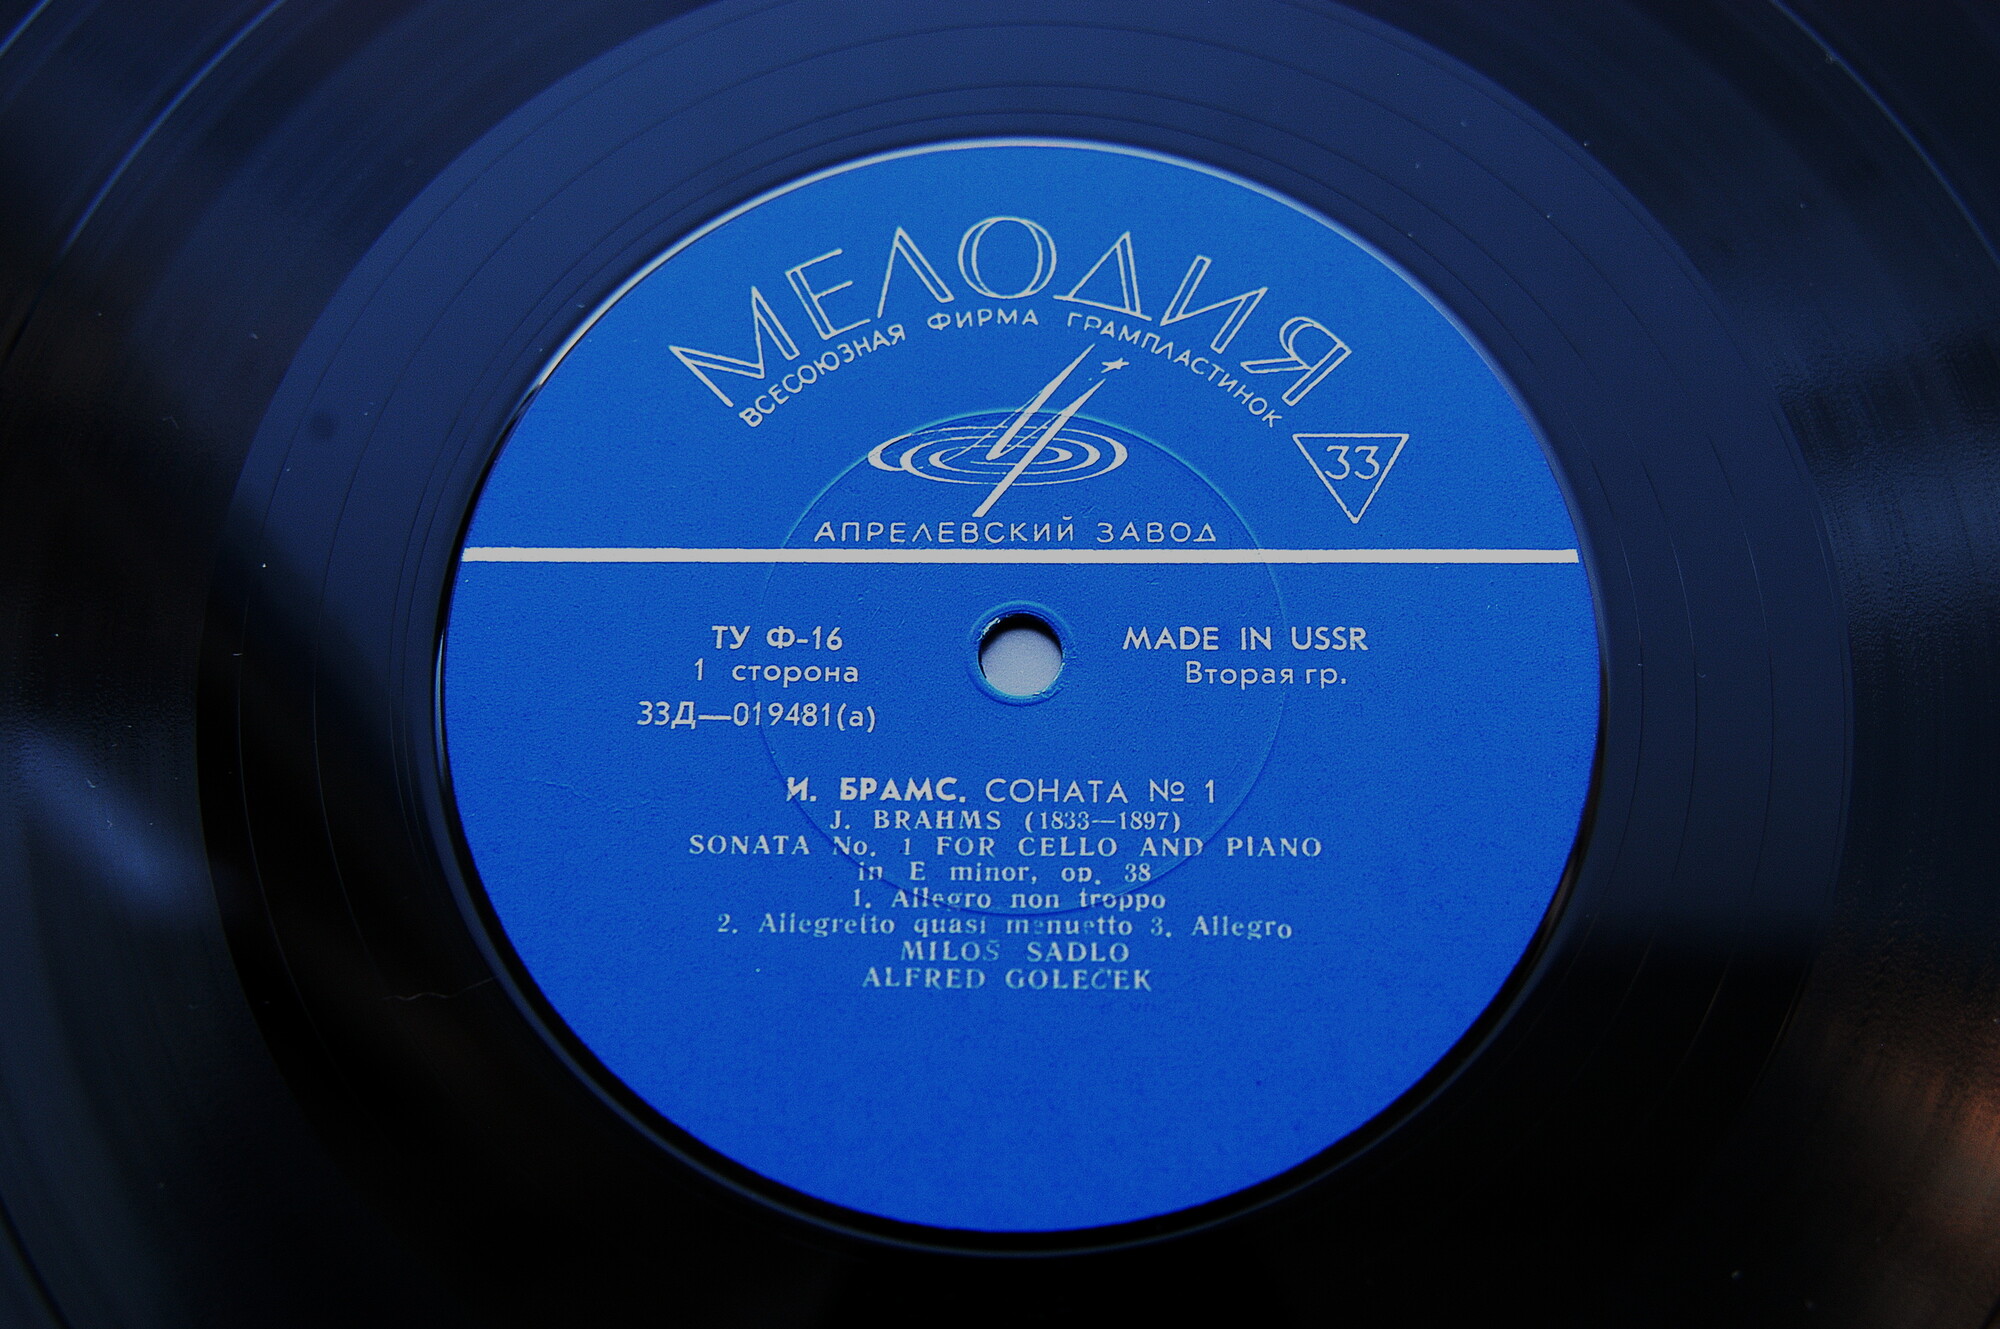 МЕЛОДИЯ
ВСЕСОЮЗНАЯ ФИРМА ГРАМПЛАСТИНОК
33
АПРЕЛЕВСКИЙ ЗАВОД
ТУ Ф-16
MADE IN USSR
1 сторона
Вторая гр.
33Д—019481(а)
И. БРАМС. СОНАТА № 1
J. BRAHMS (1833—1897)
SONATA No. 1 FOR CELLO AND PIANO
in E minor, op. 38
1. Allegro non troppo
2. Allegretto quasi menuetto 3. Allegro
MILOŠ SADLO
ALFRED GOLEČEK